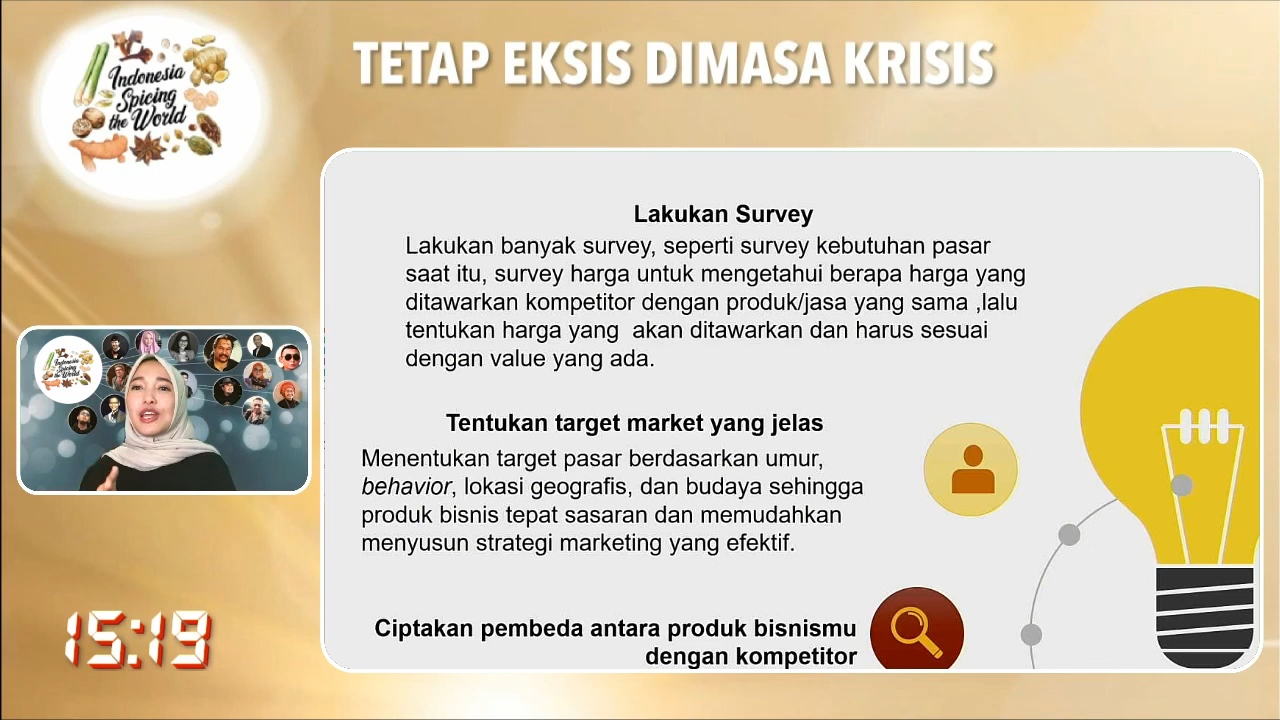 Indonesia
Spicing
the World
TETAP EKSIS DIMASA KRISIS
Lakukan Survey
Lakukan banyak survey, seperti survey kebutuhan pasar
saat itu, survey harga untuk mengetahui berapa harga yang
ditawarkan kompetitor dengan produk/jasa yang sama ,lalu
tentukan harga yang  akan ditawarkan dan harus sesuai
dengan value yang ada.
Tentukan target market yang jelas
Menentukan target pasar berdasarkan umur,
behavior, lokasi geografis, dan budaya sehingga
produk bisnis tepat sasaran dan memudahkan
menyusun strategi marketing yang efektif.
Ciptakan pembeda antara produk bisnismu
dengan kompetitor
Indonesia
Spicing
the World
15:19